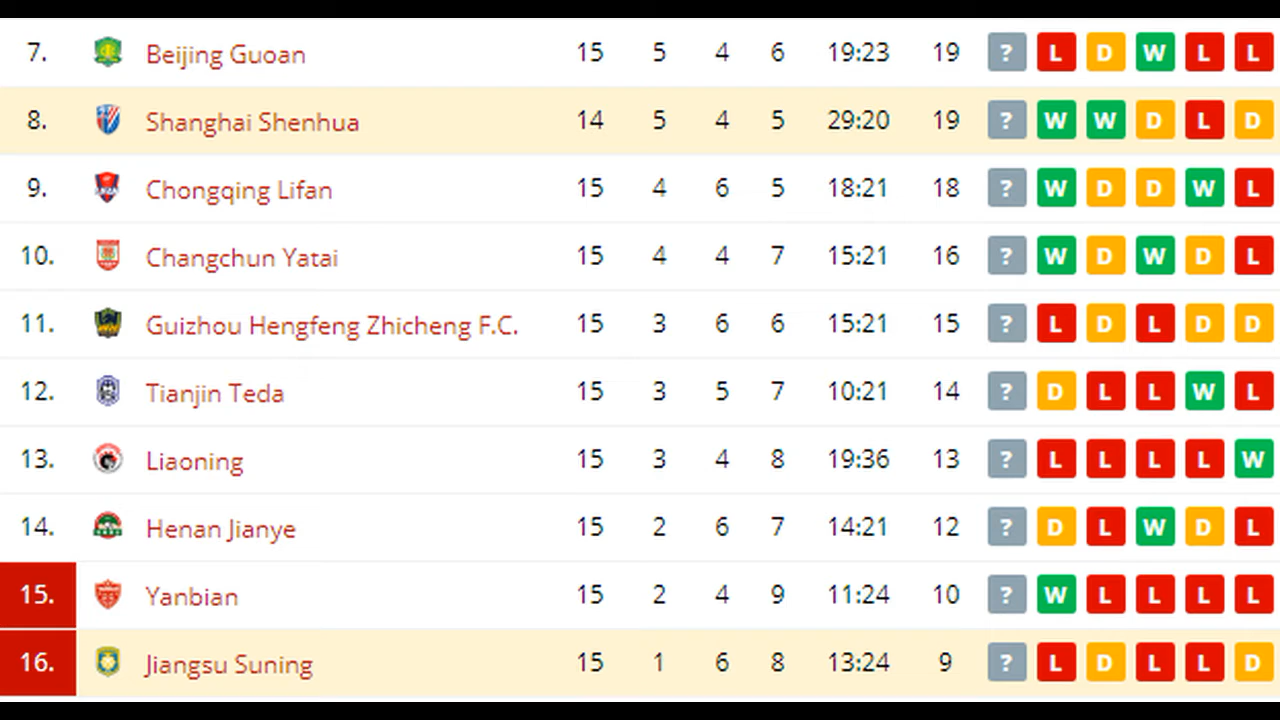 7. Beijing Guoan 15 5 4 6 19:23 19 ? L D W L L
8. Shanghai Shenhua 14 5 4 5 29:20 19 ? W W D L D
9. Chongqing Lifan 15 4 6 5 18:21 18 ? W D D W L
10. Changchun Yatai 15 4 4 7 15:21 16 ? W D W D L
11. Guizhou Hengfeng Zhicheng F.C. 15 3 6 6 15:21 15 ? L D L D D
12. Tianjin Teda 15 3 5 7 10:21 14 ? D L L W L
13. Liaoning 15 3 4 8 19:36 13 ? L L L L W
14. Henan Jianye 15 2 6 7 14:21 12 ? D L W D L
15. Yanbian 15 2 4 9 11:24 10 ? W L L L L
16. Jiangsu Suning 15 1 6 8 13:24 9 ? L D L L D